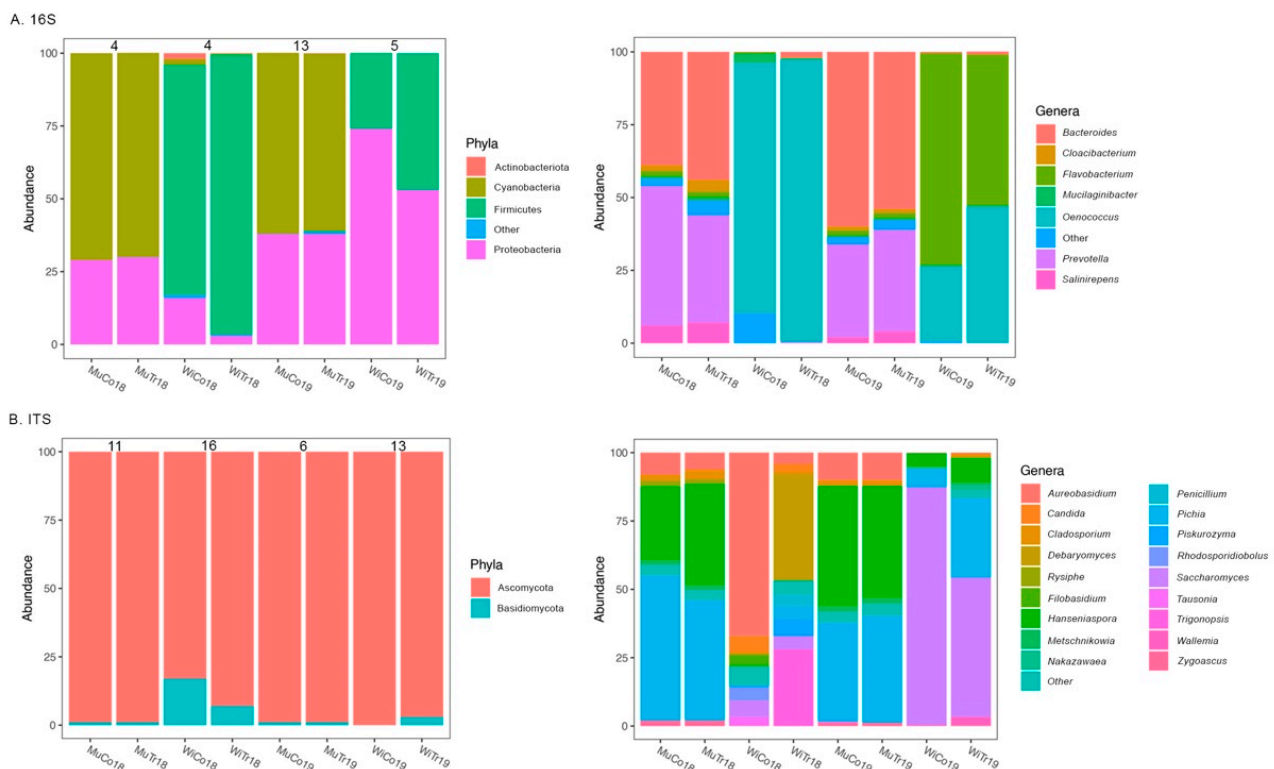 A. 16S
4 4 13 5
100
75
50
25
0
Abundance
MuCo18 MuTr18 WiCo18 WiTr18 MuCo19 MuTr19 WiCo19 WiTr19
Phyla
Actinobacteriota
Cyanobacteria
Firmicutes
Other
Proteobacteria
100
75
50
25
0
Abundance
MuCo18 MuTr18 WiCo18 WiTr18 MuCo19 MuTr19 WiCo19 WiTr19
Genera
Bacteroides
Cloacibacterium
Flavobacterium
Mucilaginibacter
Oenococcus
Other
Prevotella
Salinirepens
B. ITS
11 16 6 13
100
75
50
25
0
Abundance
MuCo18 MuTr18 WiCo18 WiTr18 MuCo19 MuTr19 WiCo19 WiTr19
Phyla
Ascomycota
Basidiomycota
100
75
50
25
0
Abundance
MuCo18 MuTr18 WiCo18 WiTr18 MuCo19 MuTr19 WiCo19 WiTr19
Genera
Aureobasidium
Candida
Cladosporium
Debaryomyces
Rysiphe
Filobasidium
Hanseniaspora
Metschnikowia
Nakazawaea
Other
Penicillium
Pichia
Piskurozyma
Rhodosporidiobolus
Saccharomyces
Tausonia
Trigonopsis
Wallemia
Zygoascus